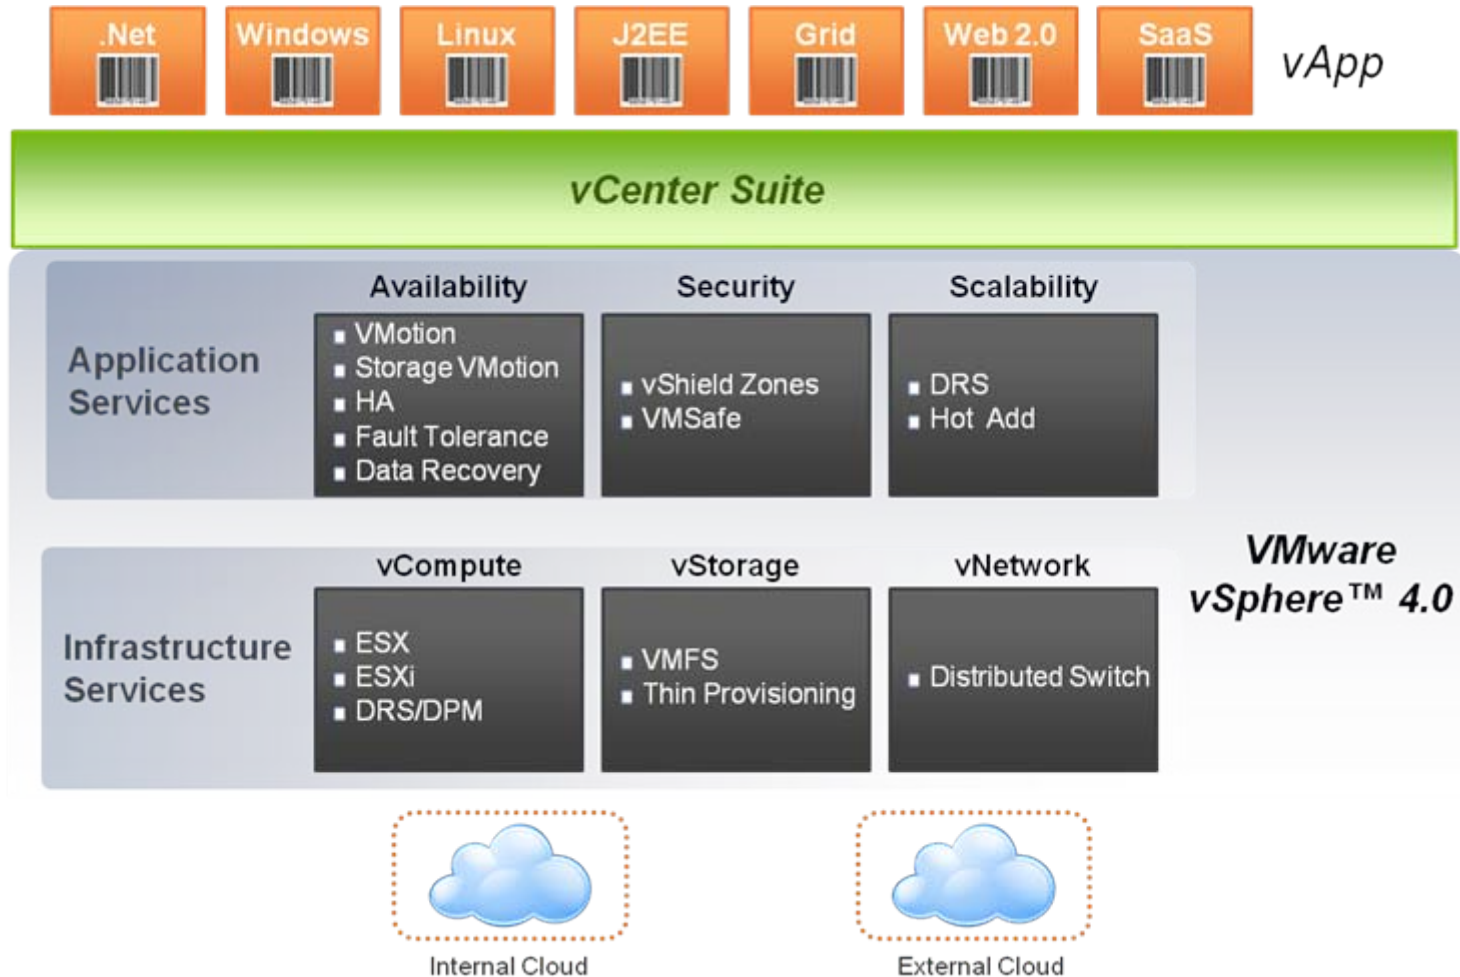 .Net
Windows
Linux
J2EE
Grid
Web 2.0
SaaS
vApp
vCenter Suite
Availability
Security
Scalability
Application
Services
VMotion
Storage VMotion
HA
Fault Tolerance
Data Recovery
vShield Zones
VMSafe
DRS
Hot Add
VMware
vSphere™ 4.0
vCompute
vStorage
vNetwork
Infrastructure
Services
ESX
ESXi
DRS/DPM
VMFS
Thin Provisioning
Distributed Switch
Internal Cloud
External Cloud